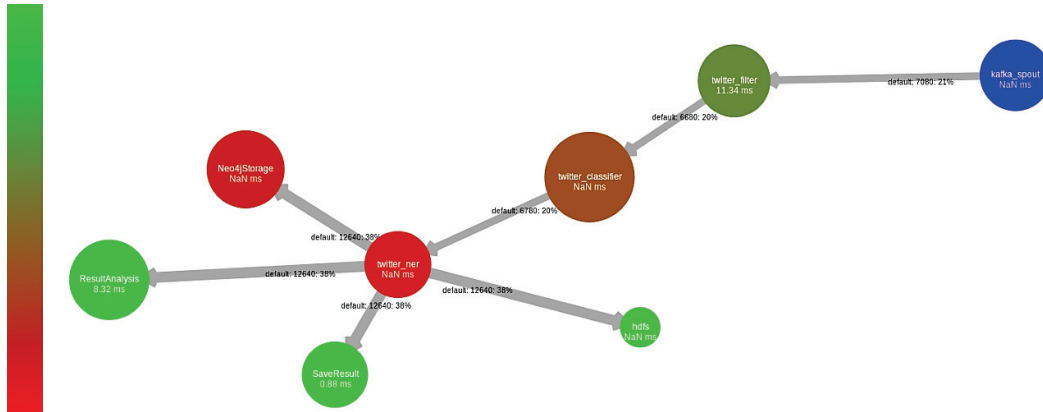 kafka_spout
NaN ms
default: 7080: 21%
twitter_filter
11.34 ms
default: 6680: 20%
twitter_classifier
NaN ms
default: 6780: 20%
Neo4jStorage
NaN ms
default: 12640: 38%
twitter_ner
NaN ms
ResultAnalysis
8.32 ms
default: 12640: 38%
default: 12640: 38%
default: 12640: 38%
hdfs
NaN ms
SaveResult
0.88 ms